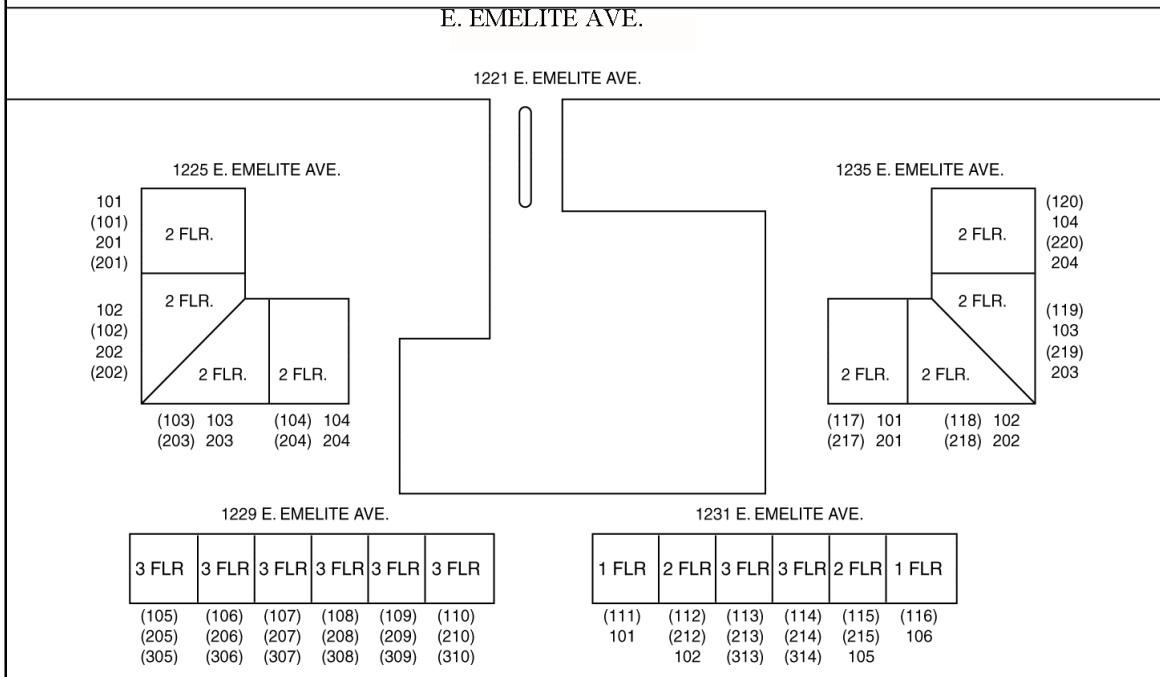 E. EMELITE AVE.
1221 E. EMELITE AVE.
1225 E. EMELITE AVE.
101
(101)
201
(201)
2 FLR.
102
(102)
202
(202)
2 FLR.
2 FLR.
2 FLR.
(103) 103
(203) 203
(104) 104
(204) 204
1235 E. EMELITE AVE.
2 FLR.
(120)
104
(220)
204
2 FLR.
(119)
103
(219)
203
2 FLR.
2 FLR.
(117) 101
(217) 201
(118) 102
(218) 202
1229 E. EMELITE AVE.
3 FLR 3 FLR 3 FLR 3 FLR 3 FLR 3 FLR
(105) (106) (107) (108) (109) (110)
(205) (206) (207) (208) (209) (210)
(305) (306) (307) (308) (309) (310)
1231 E. EMELITE AVE.
1 FLR 2 FLR 3 FLR 3 FLR 2 FLR 1 FLR
(111) (112) (113) (114) (115) (116)
101 (212) (213) (214) (215) 106
102 (313) (314) 105